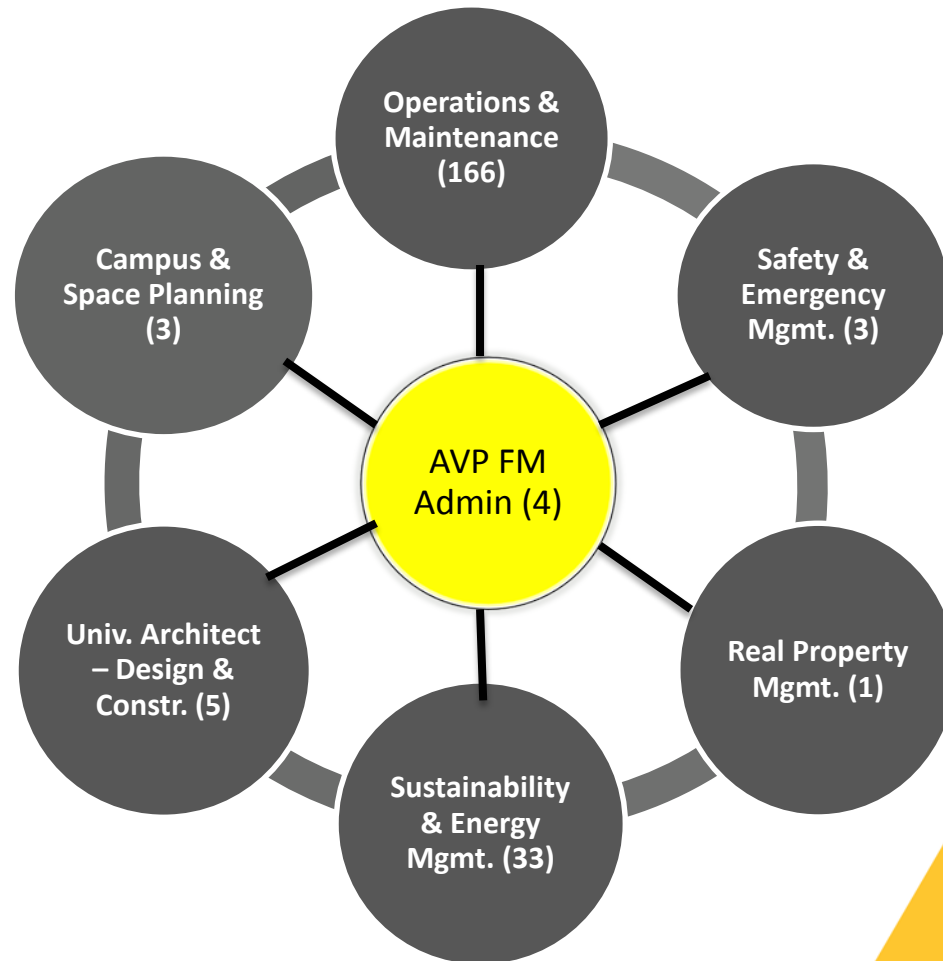 Operations &
Maintenance
(166)
Safety &
Emergency
Mgmt. (3)
Real Property
Mgmt. (1)
Sustainability
& Energy
Mgmt. (33)
Univ. Architect
– Design &
Constr. (5)
Campus &
Space Planning
(3)
AVP FM
Admin (4)